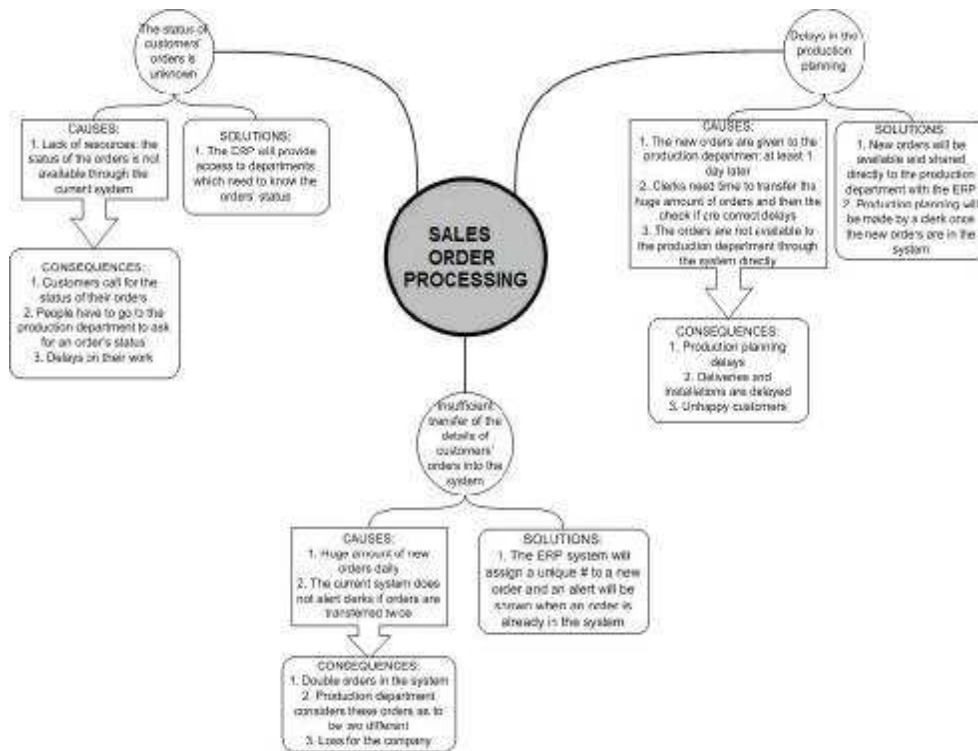 The status of
customers'
orders is
unknown
CAUSES:
1. Lack of resources: the
status of the orders is not
available through the
current system
SOLUTIONS:
1. The ERP will provide
access to departments
which need to know the
orders' status
CONSEQUENCES:
1. Customers call for the
status of their orders
2. People have to go to the
production department to ask
for an order's status
3. Delays on their work
SALES
ORDER
PROCESSING
Delays in the
production
planning
CAUSES:
1. The new orders are given to the
production department at least 1
day later
2. Clerks need time to transfer the
huge amount of orders and then the
check if are correct delays
3. The orders are not available to
the production department through
the system directly
SOLUTIONS:
1. New orders will be
available and shared
directly to the production
department with the ERP
2. Production planning will
be made by a clerk once
the new orders are in the
system
CONSEQUENCES:
1. Production planning
delays
2. Deliveries and
installations are delayed
3. Unhappy customers
Insufficient
transfer of the
details of
customers'
orders into the
system
CAUSES:
1. Huge amount of new
orders daily
2. The current system does
not alert clerks if orders are
transferred twice
SOLUTIONS:
1. The ERP system will
assign a unique # to a new
order and an alert will be
shown when an order is
already in the system
CONSEQUENCES:
1. Double orders in the system
2. Production department
considers these orders as to
be two different
3. Loss for the company